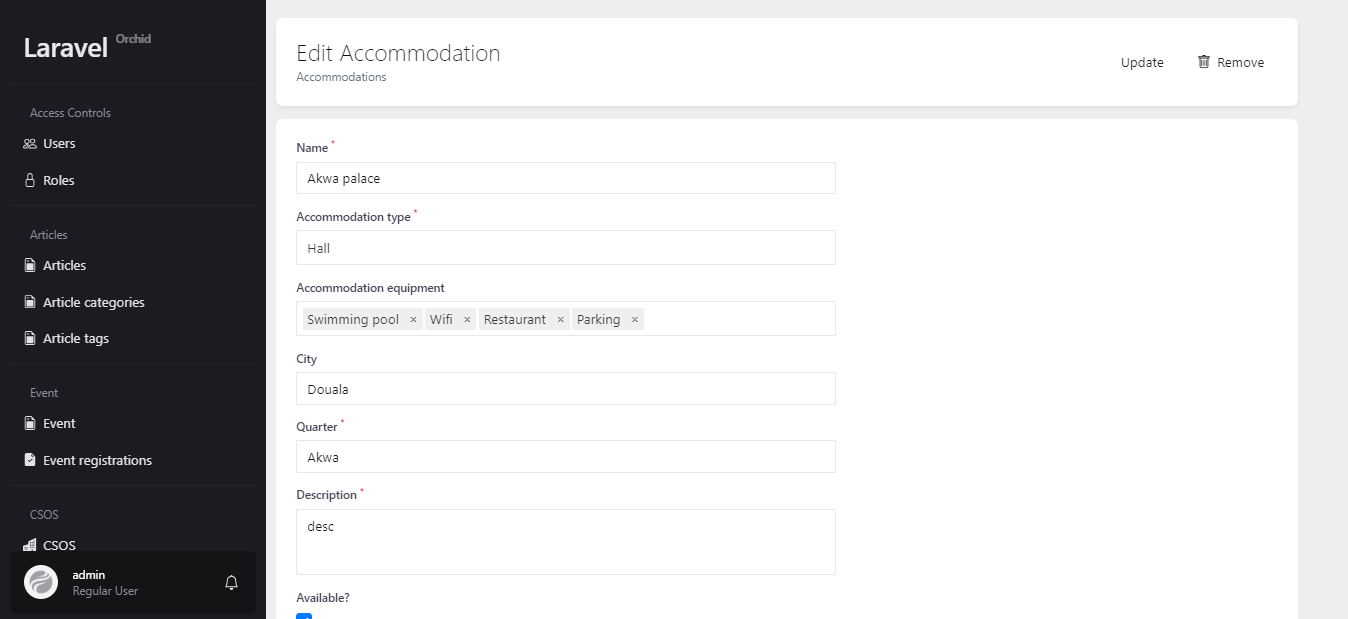 Laravel Orchid
Access Controls
Users
Roles
Articles
Articles
Article categories
Article tags
Event
Event
Event registrations
CSOS
CSOS
admin
Regular User
Edit Accommodation
Accommodations
Update
Remove
Name *
Akwa palace
Accommodation type *
Hall
Accommodation equipment
Swimming pool × Wifi × Restaurant × Parking ×
City
Douala
Quarter *
Akwa
Description *
desc
Available?